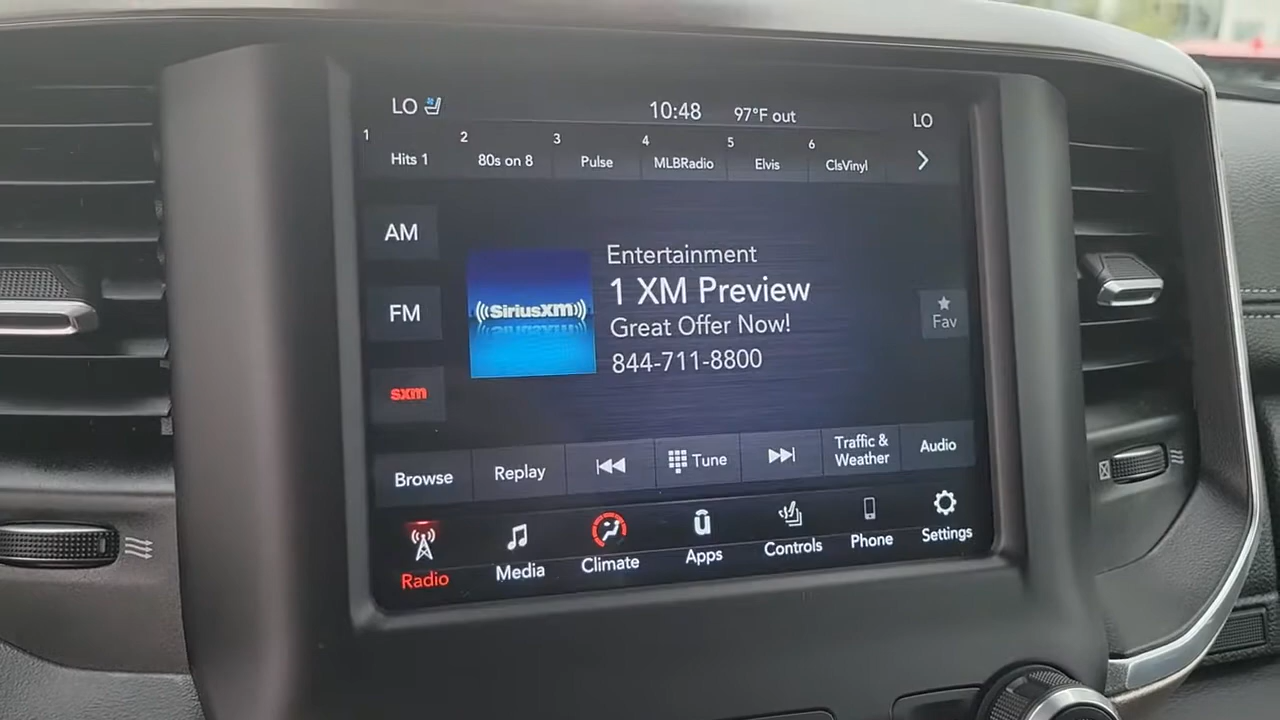 LO
10:48
97°F out
LO
1
2
3
4
5
6
Hits 1
80s on 8
Pulse
MLBRadio
Elvis
ClsVinyl
AM
FM
sxm
((SiriusXM))
Entertainment
1 XM Preview
Great Offer Now!
844-711-8800
Fav
Browse
Replay
Tune
Traffic &
Weather
Audio
Radio
Media
Climate
Apps
Controls
Phone
Settings